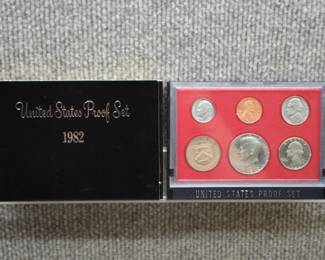 United States Proof Set
1982
UNITED STATES PROOF SET